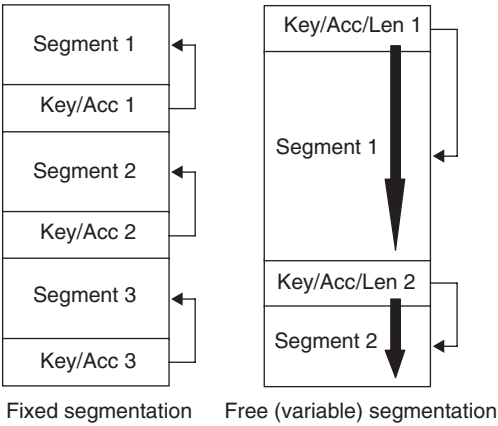 Segment 1
Key/Acc 1
Segment 2
Key/Acc 2
Segment 3
Key/Acc 3
Fixed segmentation
Key/Acc/Len 1
Segment 1
Key/Acc/Len 2
Segment 2
Free (variable) segmentation